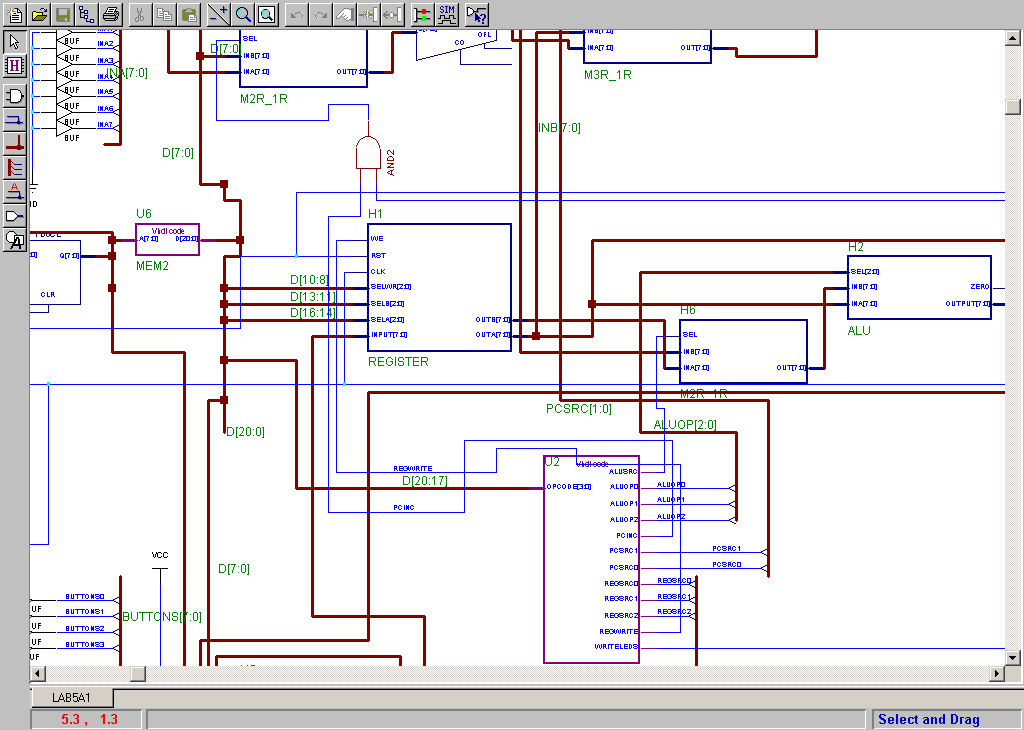 SIM
INA2
BUF
INA3
BUF
INA[7:0]
INA5
BUF
INA6
BUF
INA7
BUF
BUF
SEL
D[7:0]
INB[7:0]
INA[7:0]
OUT[7:0]
M2R_1R
CO
OFL
INA[7:0]
OUT[7:0]
M3R_1R
INB[7:0]
D[7:0]
AND2
U6
Vhdl code
A[7:0]
D[20:0]
MEM2
Q[7:0]
CLR
H1
WE
RST
CLK
SELWR[2:0]
SELB[2:0]
SELA[2:0]
INPUT[7:0]
OUTB[7:0]
OUTA[7:0]
REGISTER
D[10:8]
D[13:11]
D[16:14]
H2
SEL[2:0]
INB[7:0]
INA[7:0]
ZERO
OUTPUT[7:0]
ALU
H6
SEL
INB[7:0]
INA[7:0]
OUT[7:0]
M2R_1R
PCSRC[1:0]
ALUOP[2:0]
D[20:0]
REGWRITE
D[20:17]
PCINC
U2
Vhdl code
OPCODE[3:0]
ALUSRC
ALUOP0
ALUOP1
ALUOP2
PCINC
PCSRC1
PCSRC0
REGSRC0
REGSRC1
REGSRC2
REGWRITE
WRITELEDS
ALUOP0
ALUOP1
ALUOP2
PCSRC1
PCSRC0
REGSRC0
REGSRC1
REGSRC2
VCC
D[7:0]
BUTTONS0
UF
BUTTONS1
BUTTONS[7:0]
UF
BUTTONS2
UF
BUTTONS3
UF
LAB5A1
5.3 , 1.3
Select and Drag